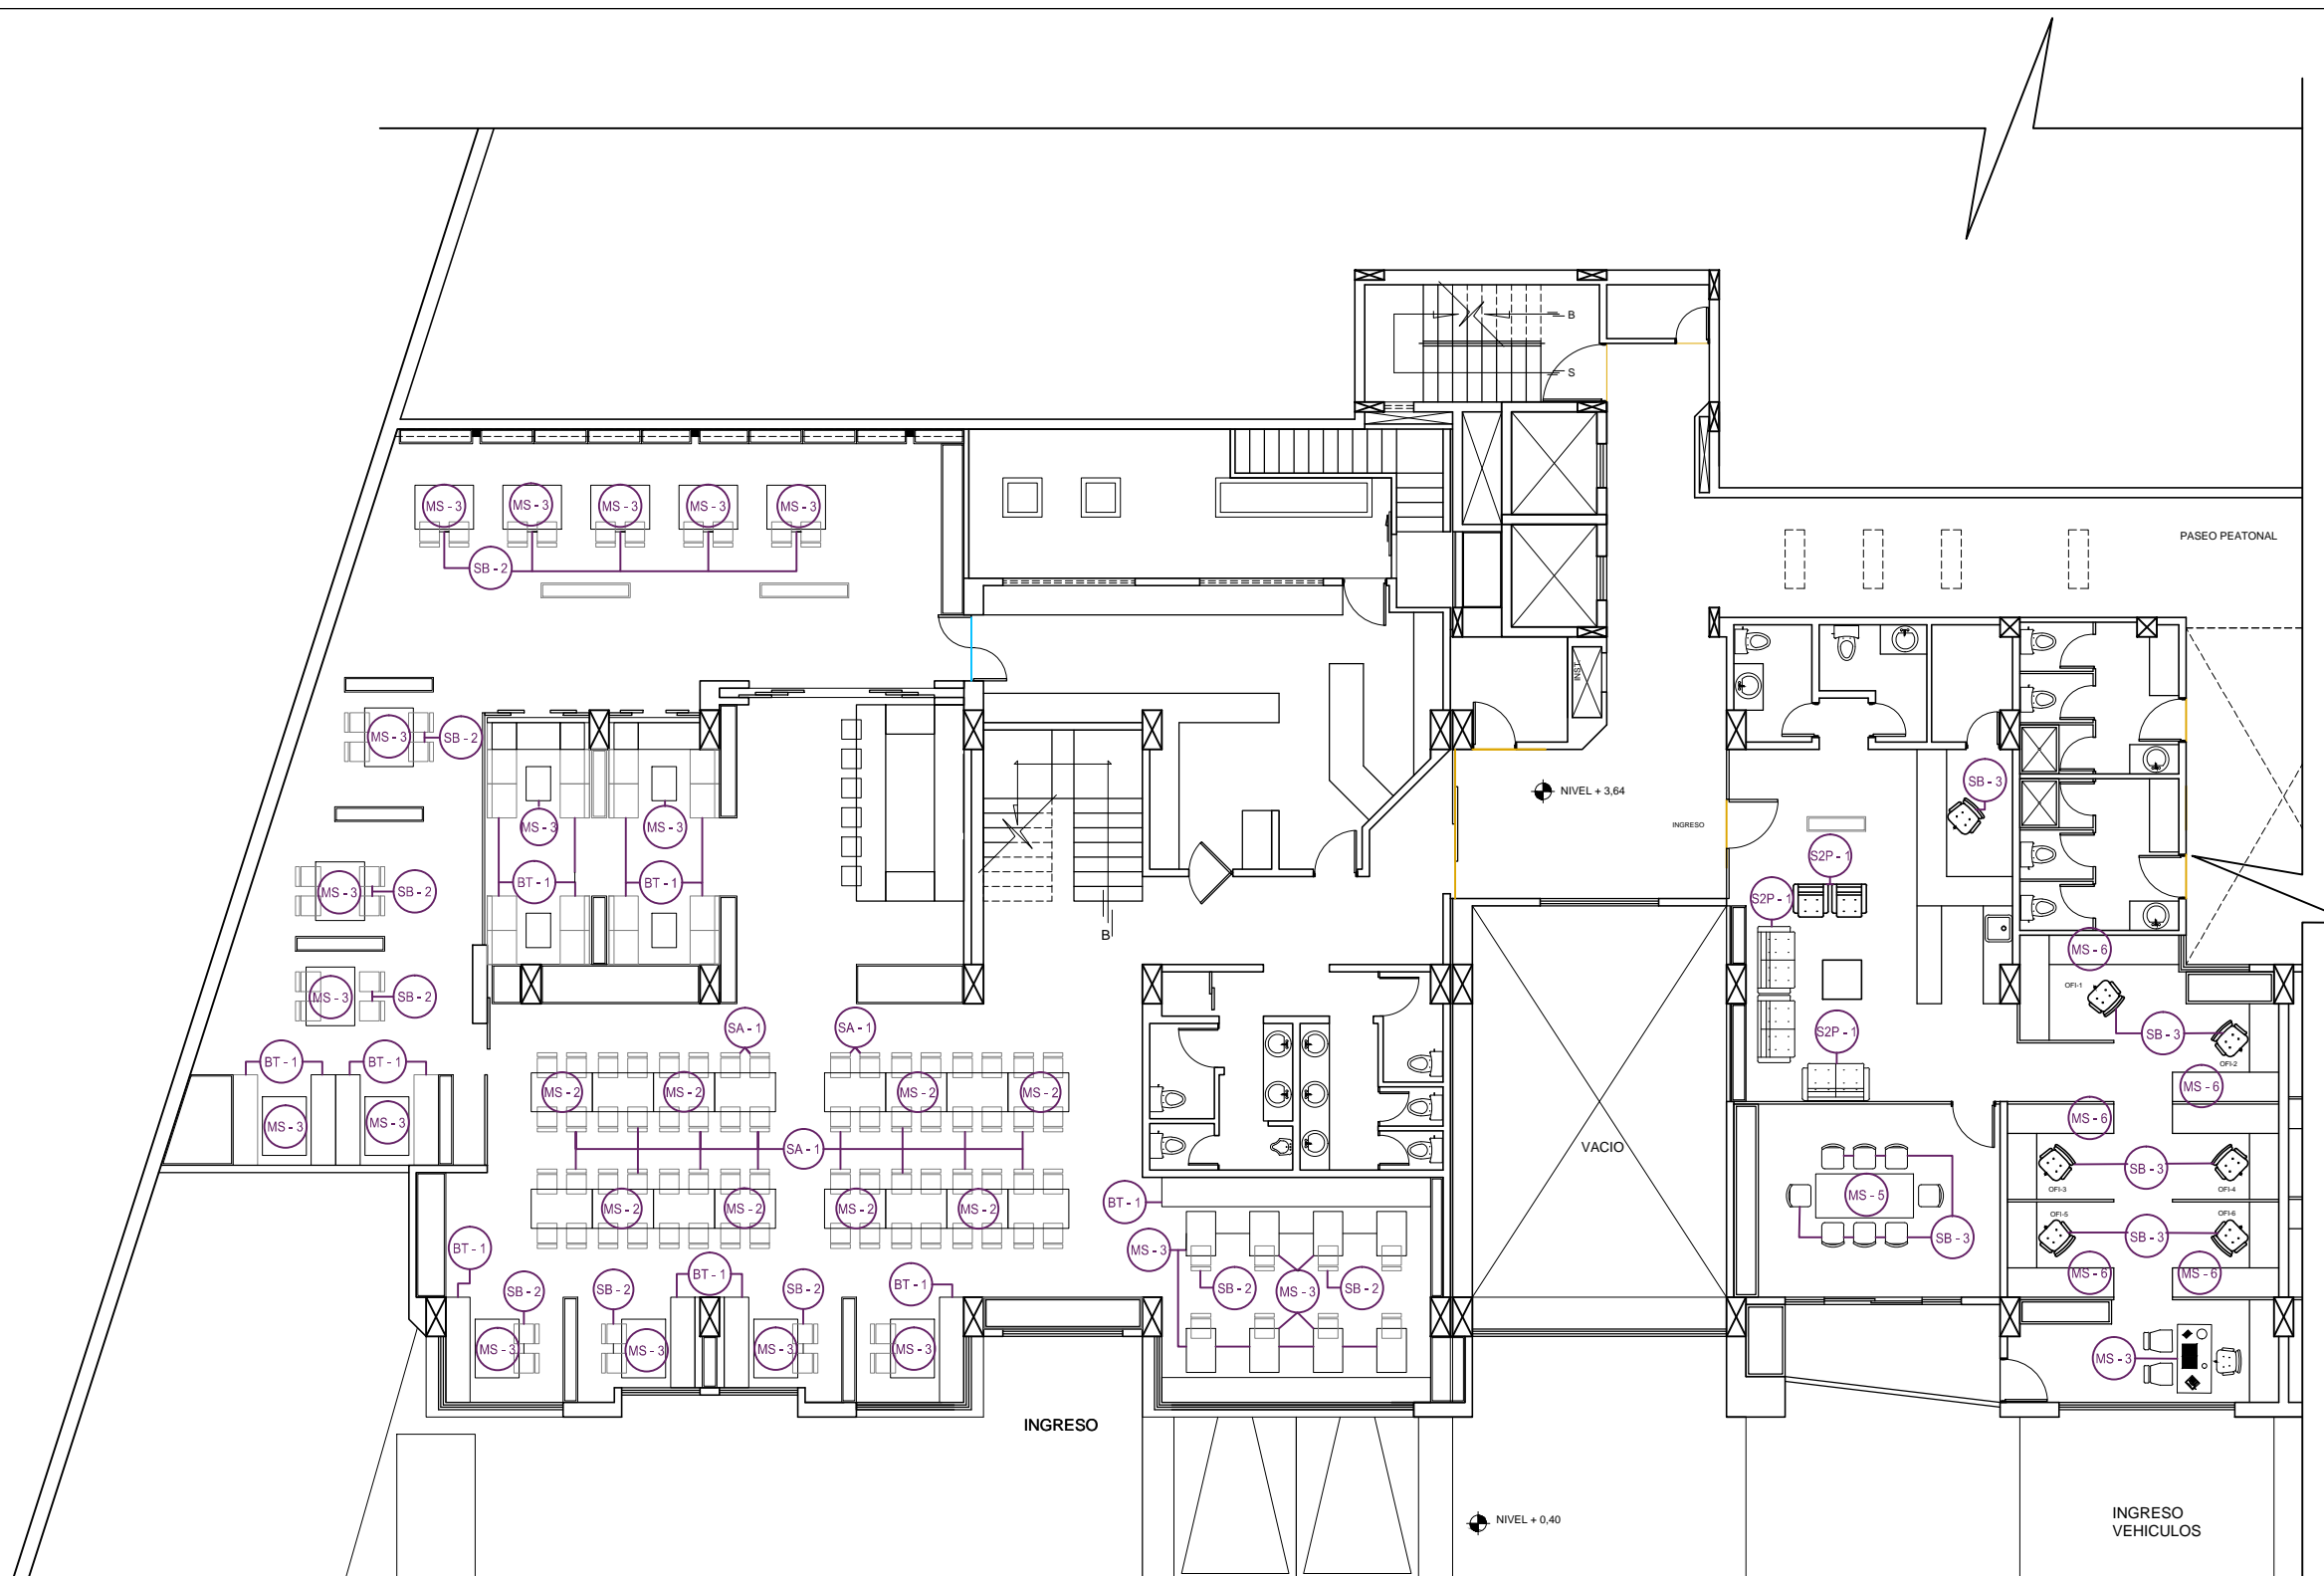 B
S
MS - 3
MS - 3
MS - 3
MS - 3
MS - 3
SB - 2
PASEO PEATONAL
INST.
MS - 3
SB - 2
SB - 3
NIVEL + 3,64
INGRESO
MS - 3
MS - 3
S2P - 1
BT - 1
BT - 1
MS - 3
SB - 2
S2P - 1
B
MS - 6
OFI-1
MS - 3
SB - 2
SA - 1
SA - 1
S2P - 1
SB - 3
OFI-2
BT - 1
BT - 1
MS - 2
MS - 2
MS - 2
MS - 2
MS - 6
MS - 6
MS - 3
MS - 3
SA - 1
VACIO
SB - 3
OFI-3
OFI-4
MS - 5
BT - 1
MS - 2
MS - 2
MS - 2
MS - 2
OFI-5
OFI-6
SB - 3
SB - 3
BT - 1
MS - 3
BT - 1
MS - 6
MS - 6
BT - 1
SB - 2
SB - 2
SB - 2
SB - 2
MS - 3
SB - 2
MS - 3
MS - 3
MS - 3
MS - 3
MS - 3
INGRESO
NIVEL + 0,40
INGRESO
VEHICULOS